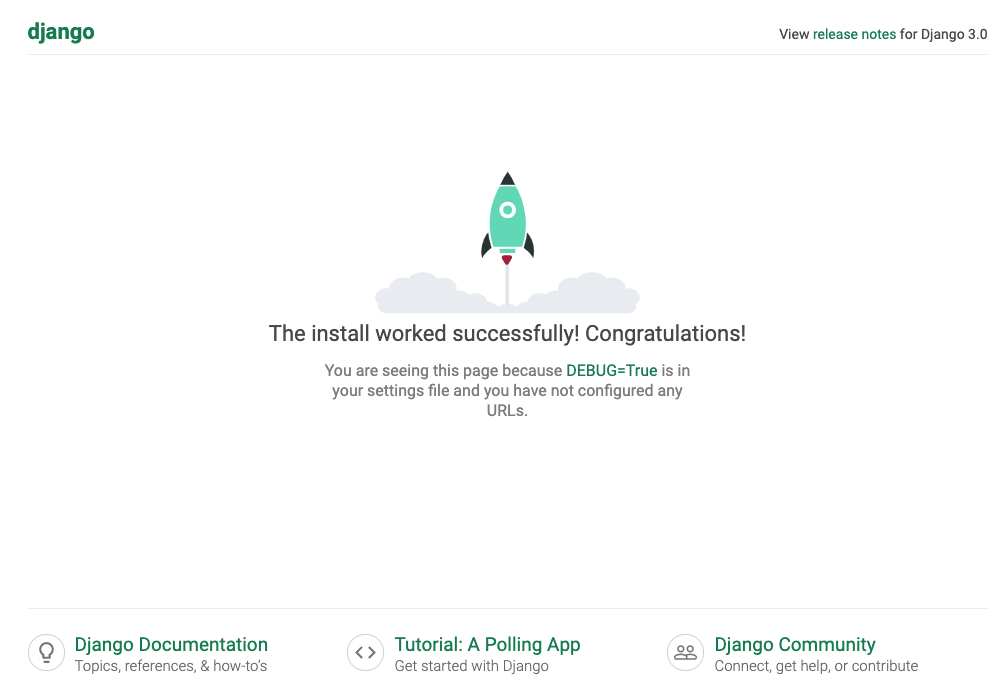 django
View release notes for Django 3.0
The install worked successfully! Congratulations!
You are seeing this page because DEBUG=True is in
your settings file and you have not configured any
URLs.
Django Documentation
Topics, references, & how-to’s
Tutorial: A Polling App
Get started with Django
Django Community
Connect, get help, or contribute